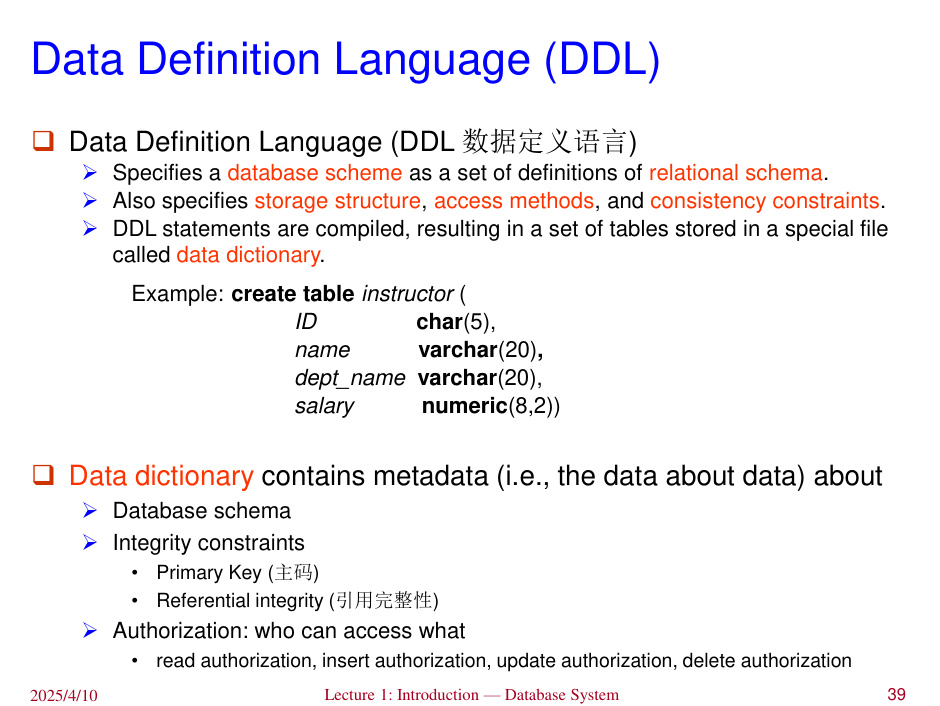 Data Definition Language (DDL)
❑ Data Definition Language (DDL 数据定义语言)
➢ Specifies a database scheme as a set of definitions of relational schema.
➢ Also specifies storage structure, access methods, and consistency constraints.
➢ DDL statements are compiled, resulting in a set of tables stored in a special file
called data dictionary.
Example: create table instructor (
ID char(5),
name varchar(20),
dept_name varchar(20),
salary numeric(8,2))
❑ Data dictionary contains metadata (i.e., the data about data) about
➢ Database schema
➢ Integrity constraints
• Primary Key (主码)
• Referential integrity (引用完整性)
➢ Authorization: who can access what
• read authorization, insert authorization, update authorization, delete authorization
2025/4/10 Lecture 1: Introduction — Database System 39